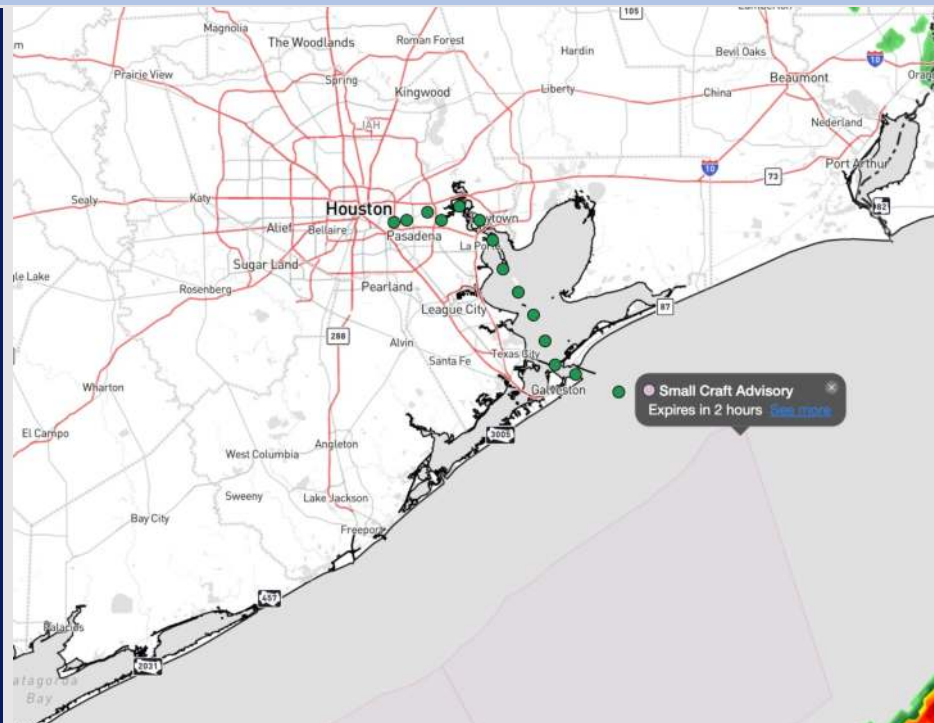 105
Magnolia
The Woodlands
Roman Forest
Hardin
Bevil Oaks
10
Prairie View
Spring
Kingwood
Liberty
China
Beaumont
IAH
Nederland
Port Arthur
10
73
82
Sealy
Katy
Houston
Baytown
Alief
Bellaire
Pasadena
La Porte
Sugar Land
Rosenberg
Pearland
League City
87
288
Alvin
Santa Fe
Texas City
Wharton
Galveston
Small Craft Advisory
Expires in 2 hours See more
El Campo
3005
West Columbia
Angleton
Sweeny
Lake Jackson
Bay City
Freeport
457
Palacios
2031
Bay